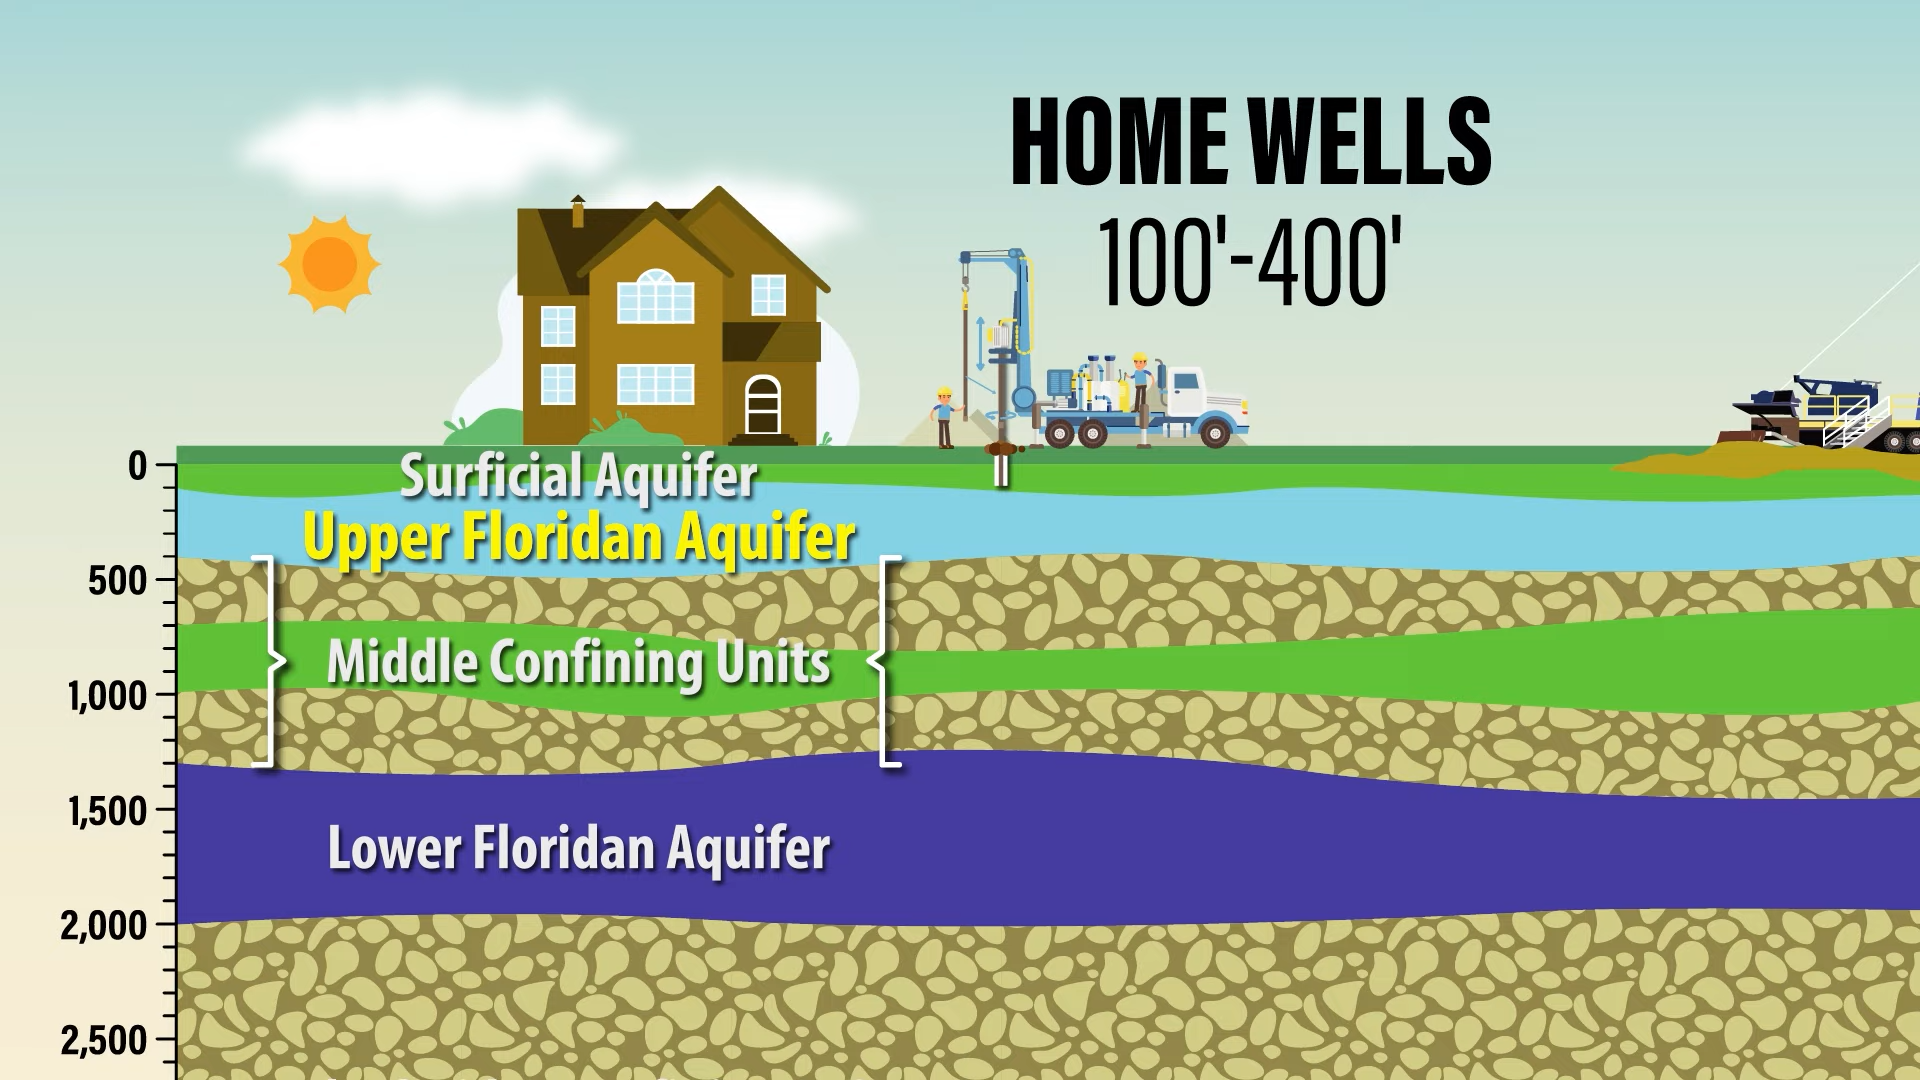 HOME WELLS
100'-400'
0
Surficial Aquifer
Upper Floridan Aquifer
500
Middle Confining Units
1,000
1,500
Lower Floridan Aquifer
2,000
2,500